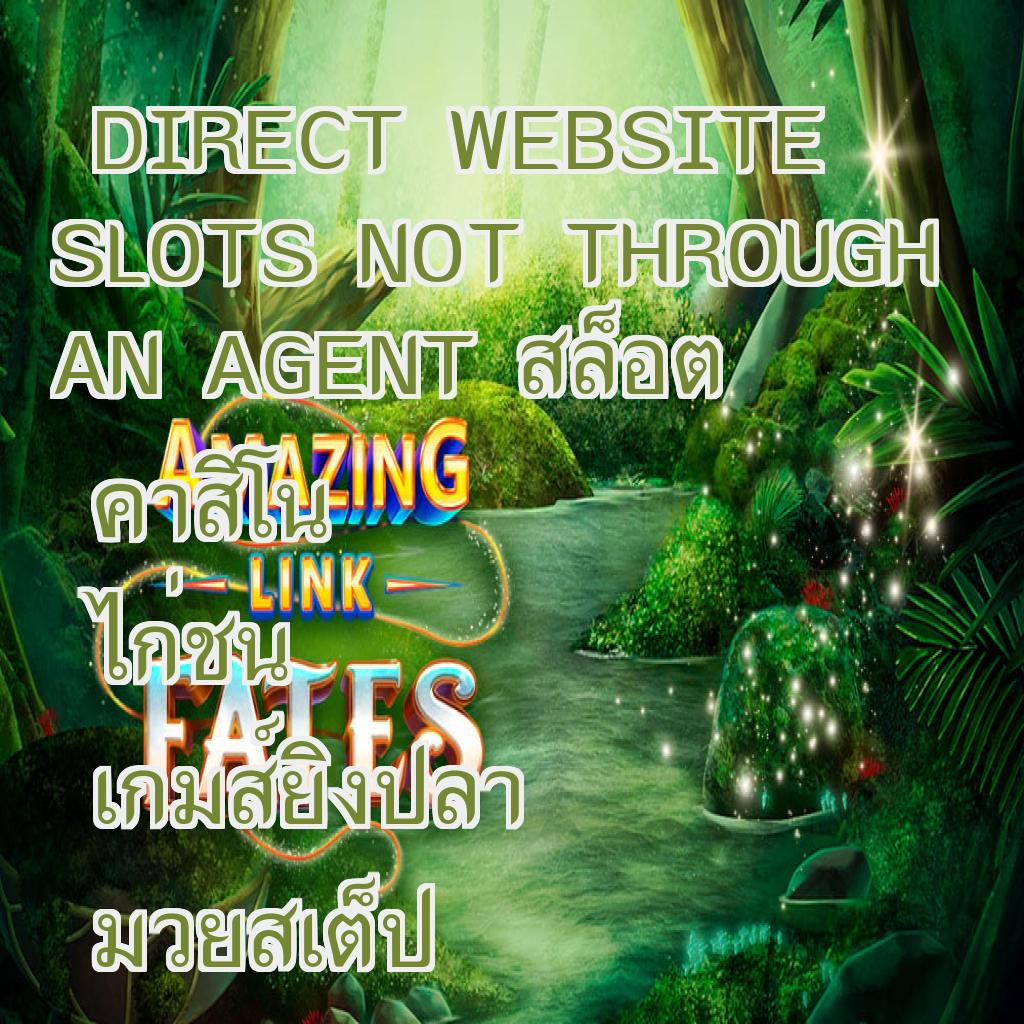 DIRECT WEBSITE
SLOTS NOT THROUGH
AN AGENT สล็อต
AMAZING
คาสิโน
LINK
ไก่ชน
FATES
เกมส์ยิงปลา
มวยสเต็ป